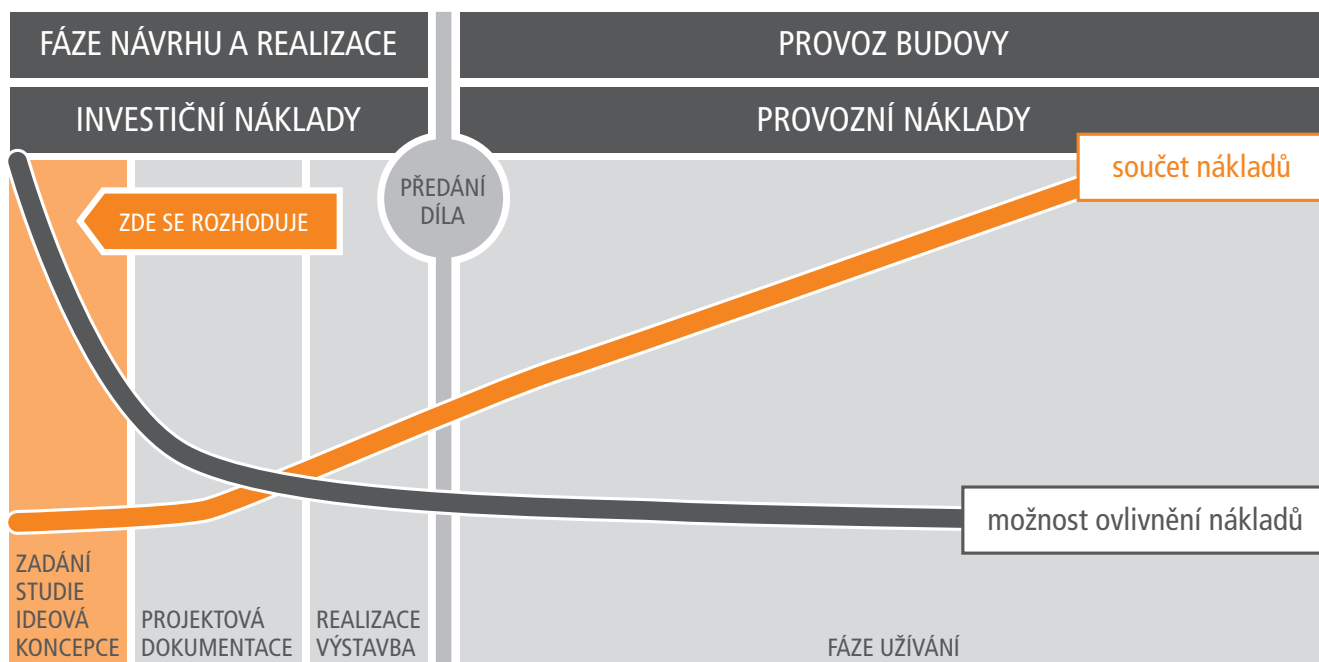 FÁZE NÁVRHU A REALIZACE
PROVOZ BUDOVY
INVESTIČNÍ NÁKLADY
PROVOZNÍ NÁKLADY
součet nákladů
ZDE SE ROZHODUJE
PŘEDÁNÍ
DÍLA
možnost ovlivnění nákladů
ZADÁNÍ
STUDIE
IDEOVÁ
KONCEPCE
PROJEKTOVÁ
DOKUMENTACE
REALIZACE
VÝSTAVBA
FÁZE UŽÍVÁNÍ